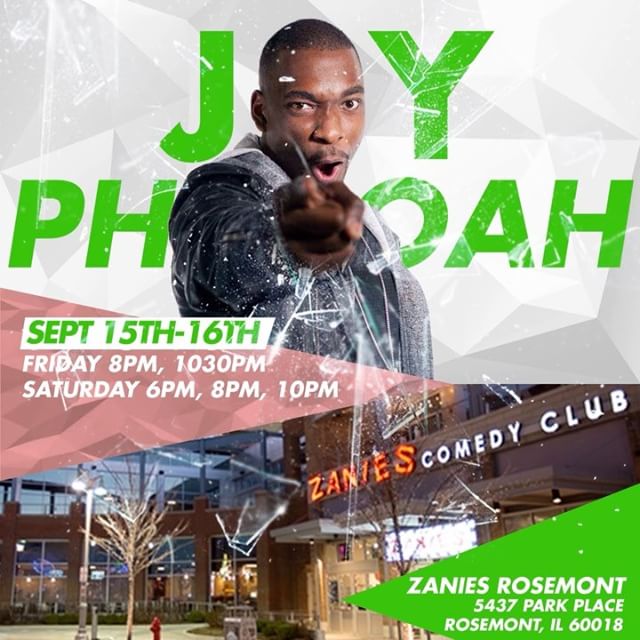 J Y
PH OAH
SEPT 15TH-16TH
FRIDAY 8PM, 1030PM
SATURDAY 6PM, 8PM, 10PM
ZANIES COMEDY CLUB
ZANIES
ZANIES ROSEMONT
5437 PARK PLACE
ROSEMONT, IL 60018